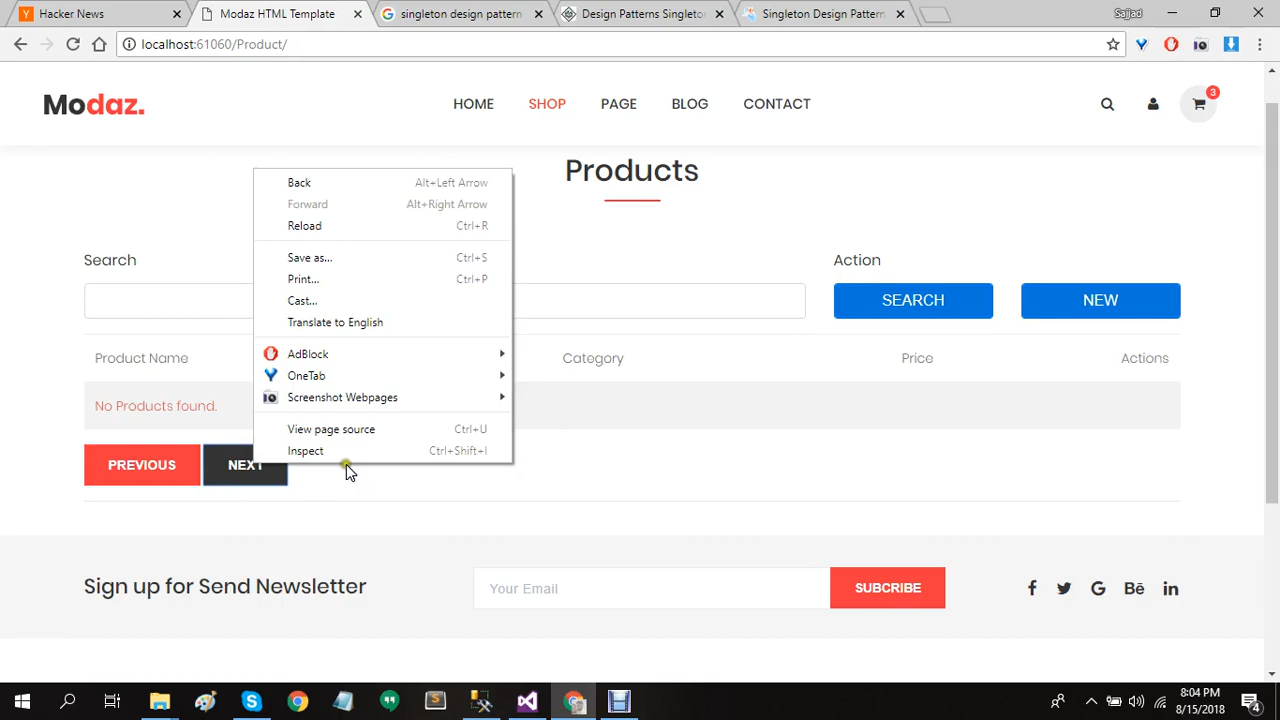 Hacker News
Modaz HTML Template
singleton design pattern
Design Patterns Singleton
Singleton Design Pattern
Sajjad
localhost:61060/Product/
Modaz.
HOME SHOP PAGE BLOG CONTACT
3
Products
Back Alt+Left Arrow
Forward Alt+Right Arrow
Reload Ctrl+R
Save as... Ctrl+S
Print... Ctrl+P
Cast...
Translate to English
AdBlock
OneTab
Screenshot Webpages
View page source Ctrl+U
Inspect Ctrl+Shift+I
Search Action
SEARCH NEW
Product Name Category Price Actions
No Products found.
PREVIOUS NEXT
Sign up for Send Newsletter Your Email SUBCRIBE
8:04 PM
8/15/2018
4